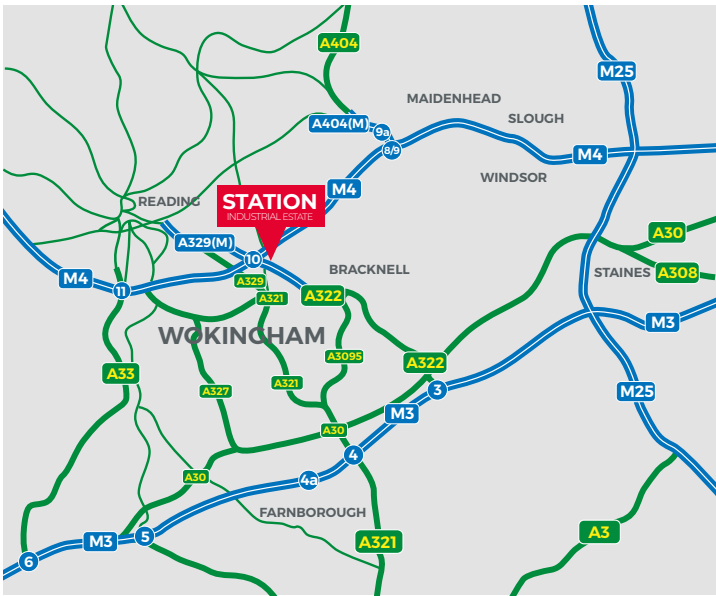 A404
M25
MAIDENHEAD
A404(M)
SLOUGH
9a
8/9
M4
WINDSOR
M4
READING
STATION
INDUSTRIAL ESTATE
A30
A329(M)
10
BRACKNELL
STAINES
A308
M4
11
A329
A321
A322
M3
WOKINGHAM
A3095
A322
A33
A327
A321
3
M25
M3
A30
4
A30
4a
FARNBOROUGH
M3
5
A321
A3
6